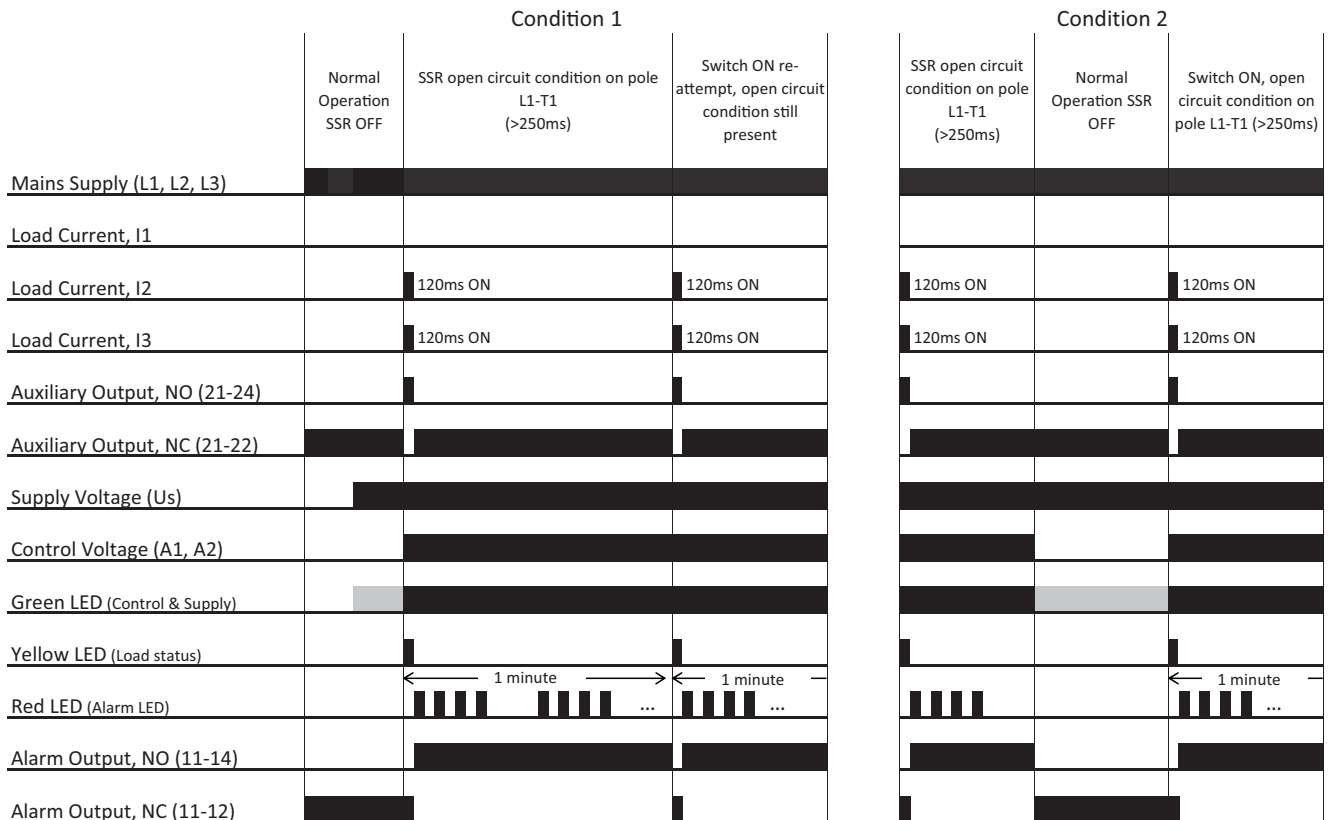 Condition 1
Condition 2
Normal
Operation
SSR OFF
SSR open circuit condition on pole
L1-T1
(>250ms)
Switch ON re-
attempt, open circuit
condition still
present
SSR open circuit
condition on pole
L1-T1
(>250ms)
Normal
Operation SSR
OFF
Switch ON, open
circuit condition on
pole L1-T1 (>250ms)
Mains Supply (L1, L2, L3)
Load Current, I1
Load Current, I2
120ms ON
120ms ON
120ms ON
120ms ON
Load Current, I3
120ms ON
120ms ON
120ms ON
120ms ON
Auxiliary Output, NO (21-24)
Auxiliary Output, NC (21-22)
Supply Voltage (Us)
Control Voltage (A1, A2)
Green LED (Control & Supply)
Yellow LED (Load status)
1 minute
1 minute
1 minute
Red LED (Alarm LED)
...
...
...
Alarm Output, NO (11-14)
Alarm Output, NC (11-12)